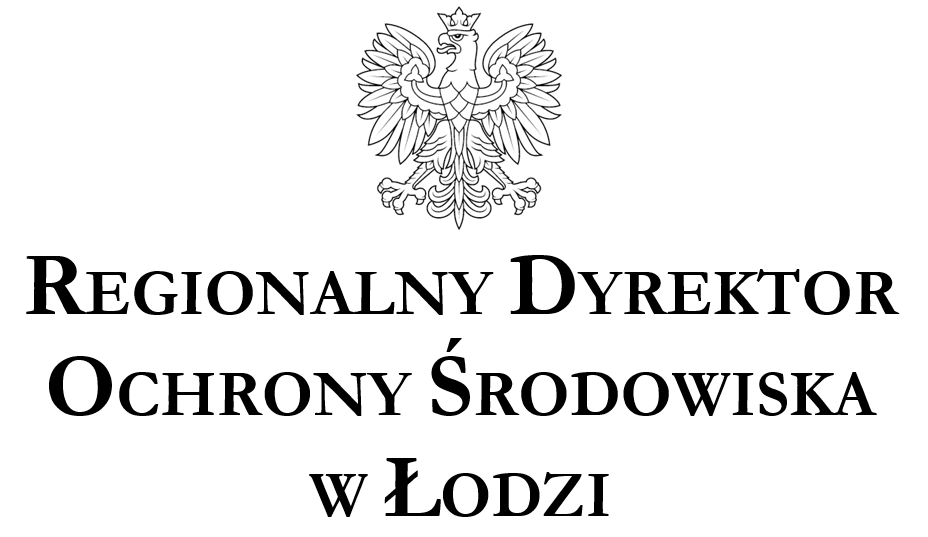 Regionalny Dyrektor
Ochrony Środowiska
w Łodzi